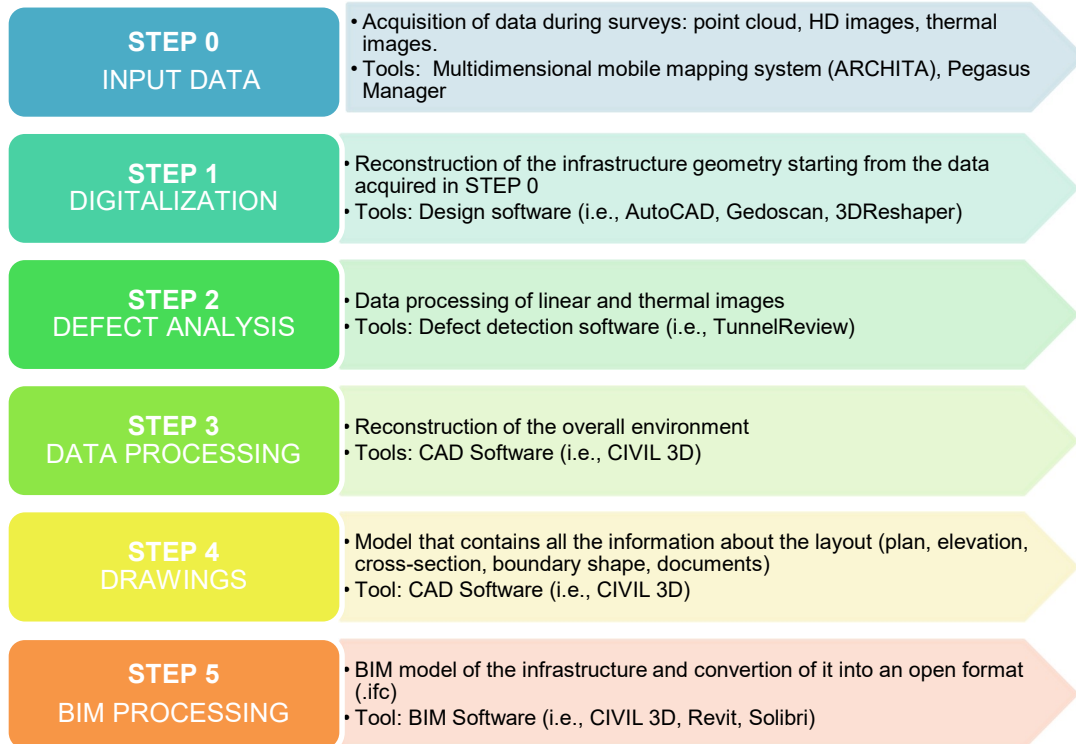 STEP 0
INPUT DATA
• Acquisition of data during surveys: point cloud, HD images, thermal
images.
• Tools: Multidimensional mobile mapping system (ARCHITA), Pegasus
Manager
STEP 1
DIGITALIZATION
• Reconstruction of the infrastructure geometry starting from the data
acquired in STEP 0
• Tools: Design software (i.e., AutoCAD, Gedoscan, 3DReshaper)
STEP 2
DEFECT ANALYSIS
• Data processing of linear and thermal images
• Tools: Defect detection software (i.e., TunnelReview)
STEP 3
DATA PROCESSING
• Reconstruction of the overall environment
• Tools: CAD Software (i.e., CIVIL 3D)
STEP 4
DRAWINGS
• Model that contains all the information about the layout (plan, elevation,
cross-section, boundary shape, documents)
• Tool: CAD Software (i.e., CIVIL 3D)
STEP 5
BIM PROCESSING
• BIM model of the infrastructure and convertion of it into an open format
(.ifc)
• Tool: BIM Software (i.e., CIVIL 3D, Revit, Solibri)